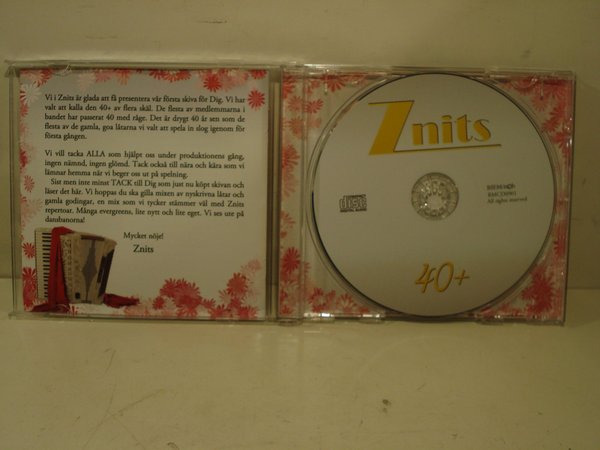 Vi i Znits är glada att få presentera vår första skiva för Dig. Vi har
valt att kalla den 40+ av flera skäl. De flesta av medlemmarna i
bandet har passerat 40 med råge. Det är drygt 40 år sen som de
flesta av de gamla, goa låtarna vi valt att spela in slog igenom för
första gången.
Vi vill tacka ALLA som hjälpt oss under produktionens gång,
ingen nämnd, ingen glömd. Tack också till nära och kära som vi
lämnar hemma när vi beger oss ut på spelning.
Sist men inte minst TACK till Dig som just nu köpt skivan och
läser det här. Vi hoppas du ska gilla mixen av nyskrivna låtar och
gamla godingar, en mix som vi tycker stämmer väl med Znits
repertoar. Många evergreens, lite nytt och lite eget. Vi ses ute på
dansbanorna!
Mycket nöje!
Znits
Znits
COMPACT
disc
DIGITAL AUDIO
All rights reserved
40+